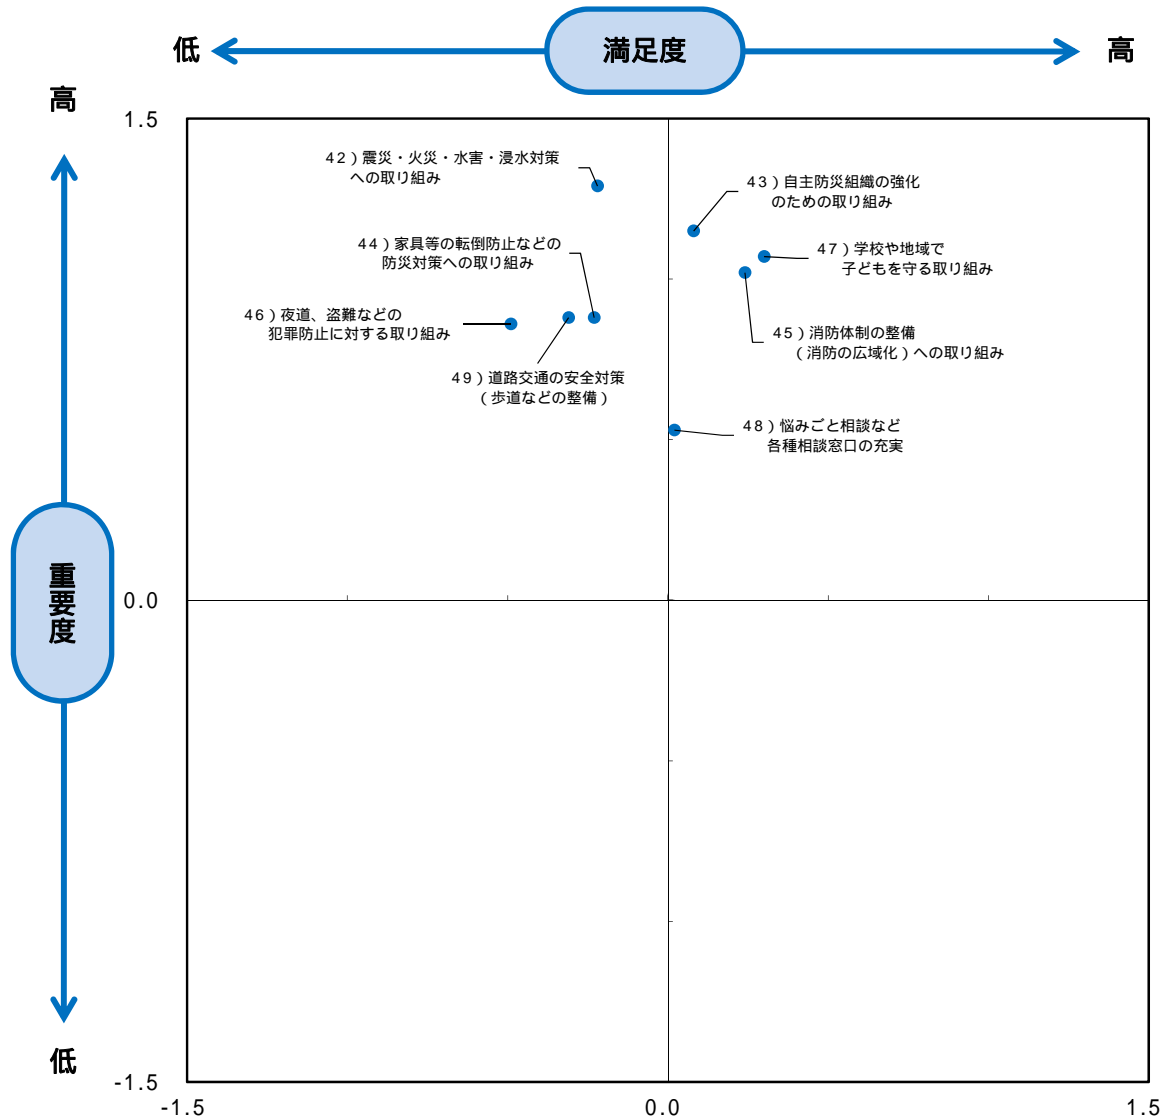 低
満足度
高
高
1.5
42）震災・火災・水害・浸水対策
への取り組み
43）自主防災組織の強化
のための取り組み
44）家具等の転倒防止などの
防災対策への取り組み
47）学校や地域で
子どもを守る取り組み
46）夜道、盗難などの
犯罪防止に対する取り組み
45）消防体制の整備
（消防の広域化）への取り組み
49）道路交通の安全対策
（歩道などの整備）
48）悩みごと相談など
各種相談窓口の充実
重要度
0.0
低
-1.5
-1.5
0.0
1.5